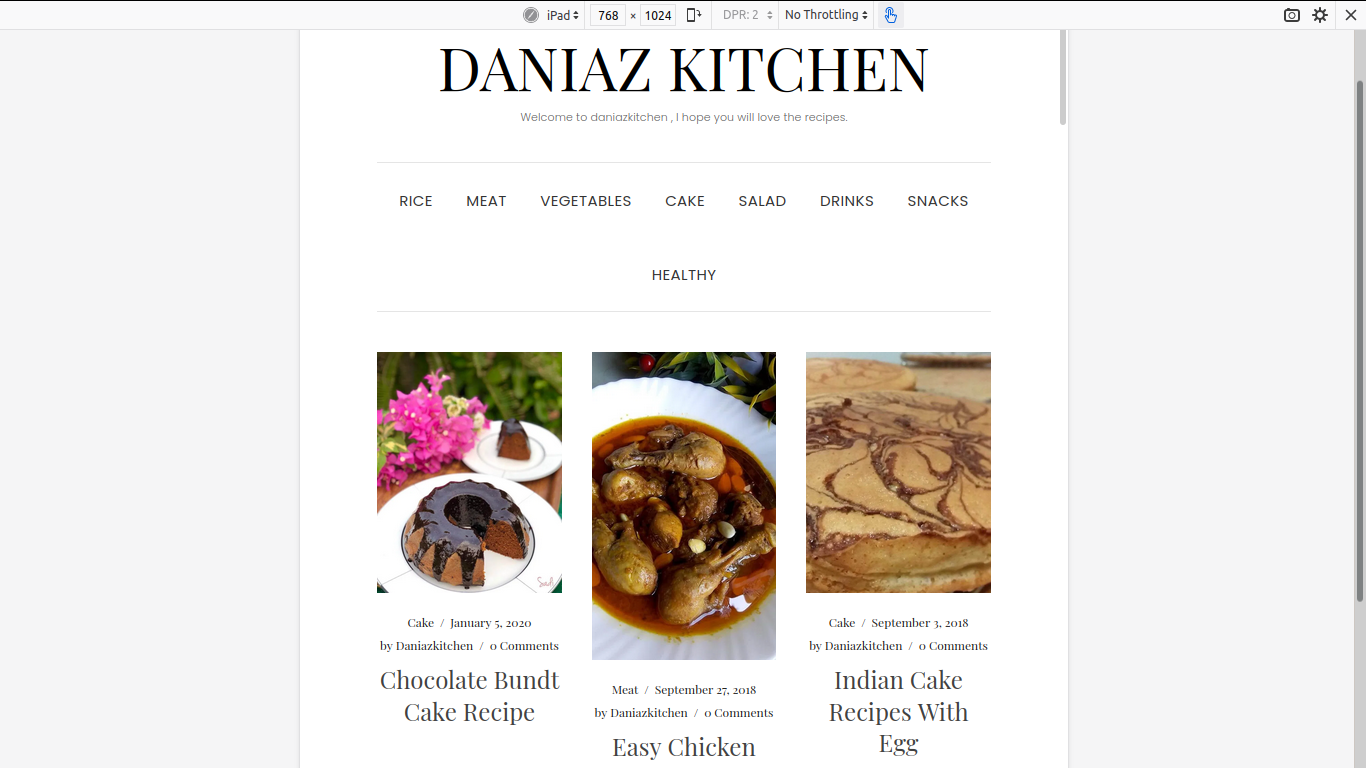 iPad 768 × 1024 DPR: 2 No Throttling
DANIAZ KITCHEN
Welcome to daniazkitchen , I hope you will love the recipes.
RICE MEAT VEGETABLES CAKE SALAD DRINKS SNACKS
HEALTHY
Cake / January 5, 2020
by Daniazkitchen / 0 Comments
Chocolate Bundt
Cake Recipe
Meat / September 27, 2018
by Daniazkitchen / 0 Comments
Easy Chicken
Cake / September 3, 2018
by Daniazkitchen / 0 Comments
Indian Cake
Recipes With
Egg